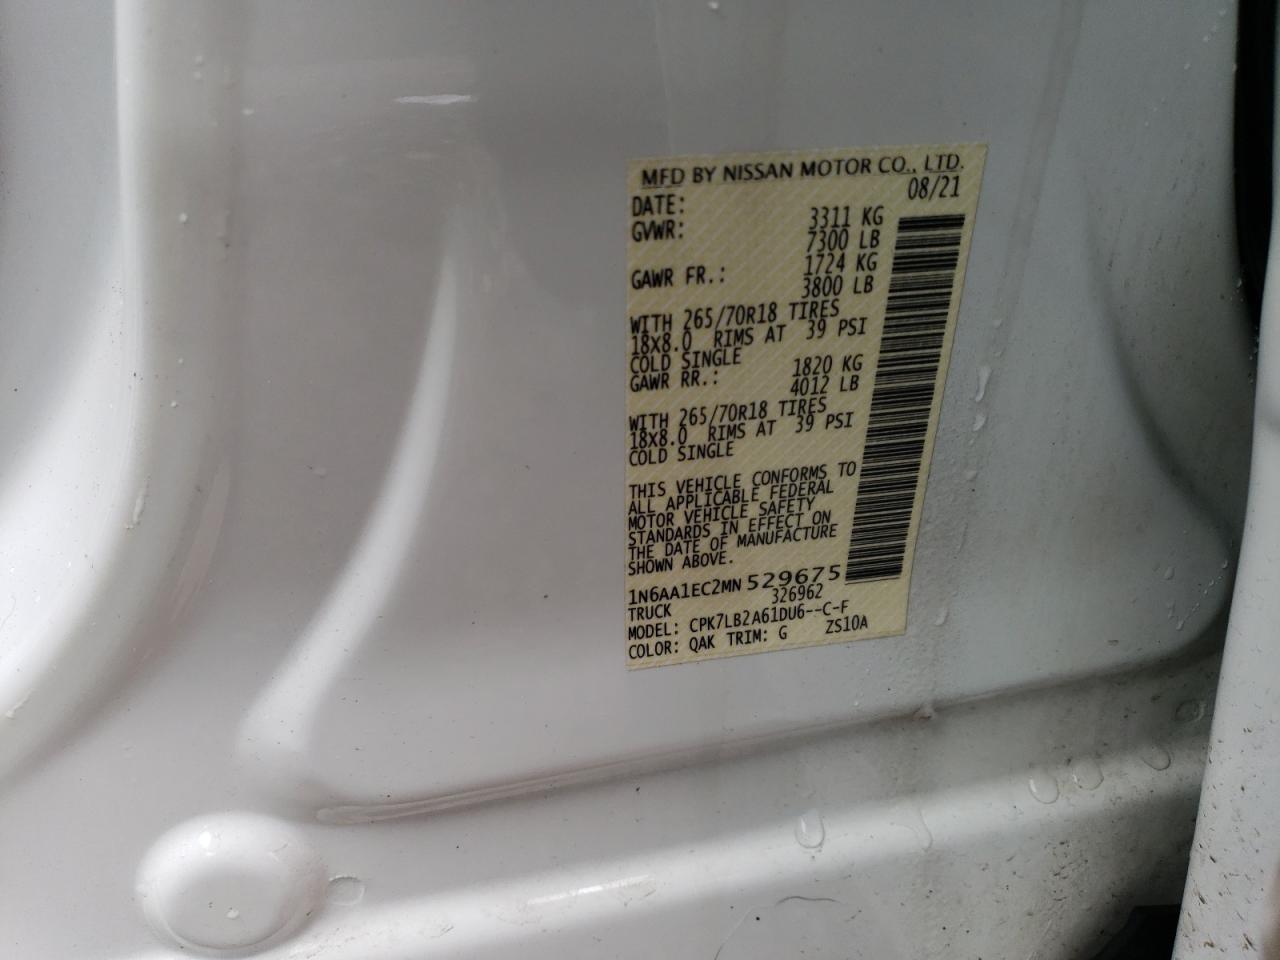 MFD BY NISSAN MOTOR CO., LTD.
DATE: 08/21
GVWR: 3311 KG
7300 LB
GAWR FR.: 1724 KG
3800 LB
WITH 265/70R18 TIRES
18X8.0 RIMS AT 39 PSI
COLD SINGLE
GAWR RR.: 1820 KG
4012 LB
WITH 265/70R18 TIRES
18X8.0 RIMS AT 39 PSI
COLD SINGLE
THIS VEHICLE CONFORMS TO
ALL APPLICABLE FEDERAL
MOTOR VEHICLE SAFETY
STANDARDS IN EFFECT ON
THE DATE OF MANUFACTURE
SHOWN ABOVE.
1N6AA1EC2MN529675
TRUCK 326962
MODEL: CPK7LB2A61DU6--C-F
COLOR: QAK TRIM: G ZS10A